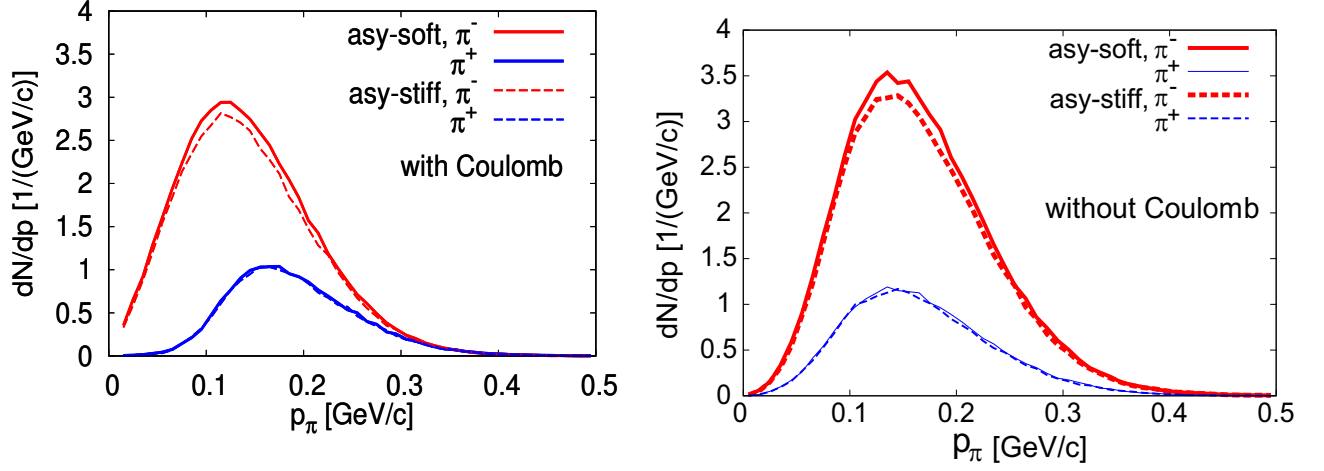 4
3.5
3
2.5
2
1.5
1
0.5
0
dN/dp [1/(GeV/c)]
asy-soft, π⁻
π⁺
asy-stiff, π⁻
π⁺
with Coulomb
0 0.1 0.2 0.3 0.4 0.5
pπ [GeV/c]
4
3.5
3
2.5
2
1.5
1
0.5
0
dN/dp [1/(GeV/c)]
asy-soft, π⁻
π⁺
asy-stiff, π⁻
π⁺
without Coulomb
0 0.1 0.2 0.3 0.4 0.5
pπ [GeV/c]